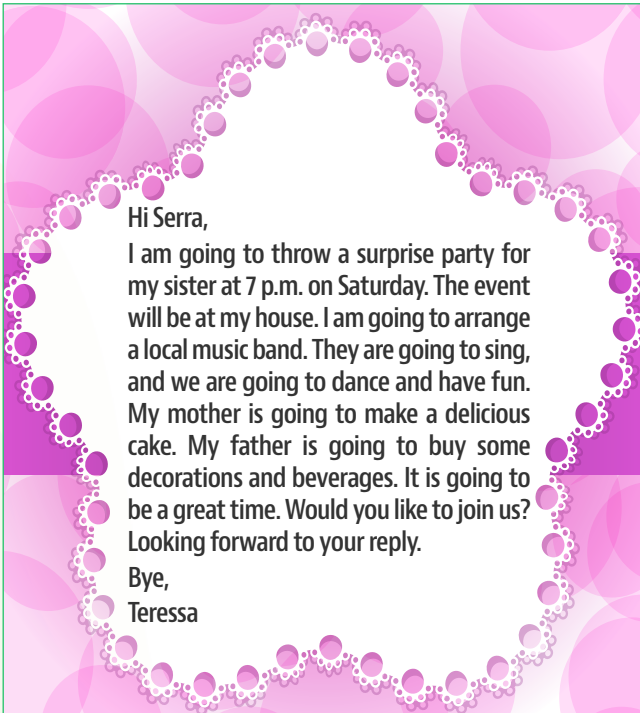 Hi Serra,
I am going to throw a surprise party for
my sister at 7 p.m. on Saturday. The event
will be at my house. I am going to arrange
a local music band. They are going to sing,
and we are going to dance and have fun.
My mother is going to make a delicious
cake. My father is going to buy some
decorations and beverages. It is going to
be a great time. Would you like to join us?
Looking forward to your reply.
Bye,
Teressa